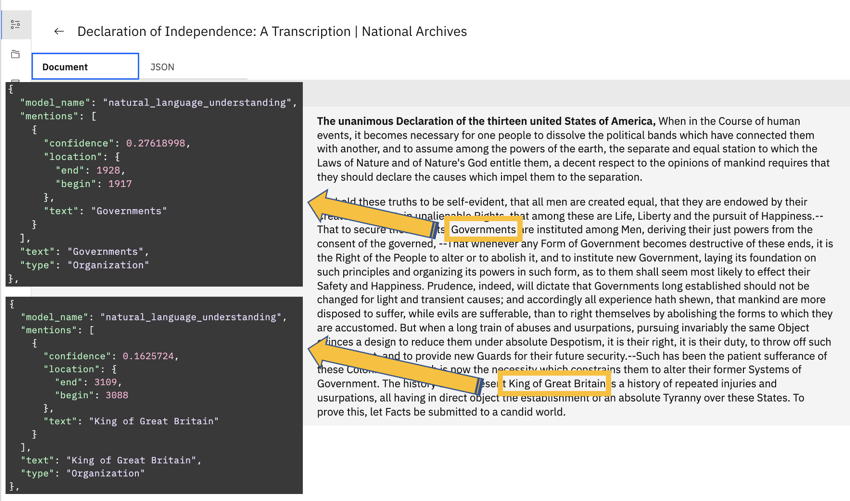 Declaration of Independence: A Transcription | National Archives
Document
JSON
{
"model_name": "natural_language_understanding",
"mentions": [
{
"confidence": 0.27618998,
"location": {
"end": 1928,
"begin": 1917
},
"text": "Governments"
}
],
"text": "Governments",
"type": "Organization"
},
{
"model_name": "natural_language_understanding",
"mentions": [
{
"confidence": 0.1625724,
"location": {
"end": 3109,
"begin": 3088
},
"text": "King of Great Britain"
}
],
"text": "King of Great Britain",
"type": "Organization"
},
The unanimous Declaration of the thirteen united States of America, When in the Course of human
events, it becomes necessary for one people to dissolve the political bands which have connected them
with another, and to assume among the powers of the earth, the separate and equal station to which the
Laws of Nature and of Nature's God entitle them, a decent respect to the opinions of mankind requires that
they should declare the causes which impel them to the separation.
these truths to be self-evident, that all men are created equal, that they are endowed by their
unalienable Rights, that among these are Life, Liberty and the pursuit of Happiness.--
That to secure Governments are instituted among Men, deriving their just powers from the
consent of the governed, --That whenever any Form of Government becomes destructive of these ends, it is
the Right of the People to alter or to abolish it, and to institute new Government, laying its foundation on
such principles and organizing its powers in such form, as to them shall seem most likely to effect their
Safety and Happiness. Prudence, indeed, will dictate that Governments long established should not be
changed for light and transient causes; and accordingly all experience hath shewn, that mankind are more
disposed to suffer, while evils are sufferable, than to right themselves by abolishing the forms to which they
are accustomed. But when a long train of abuses and usurpations, pursuing invariably the same Object
evinces a design to reduce them under absolute Despotism, it is their right, it is their duty, to throw off such
and to provide new Guards for their future security.--Such has been the patient sufferance of
these is now the necessity which constrains them to alter their former Systems of
Government. The history King of Great Britain is a history of repeated injuries and
usurpations, all having in direct object the establishment of an absolute Tyranny over these States. To
prove this, let Facts be submitted to a candid world.